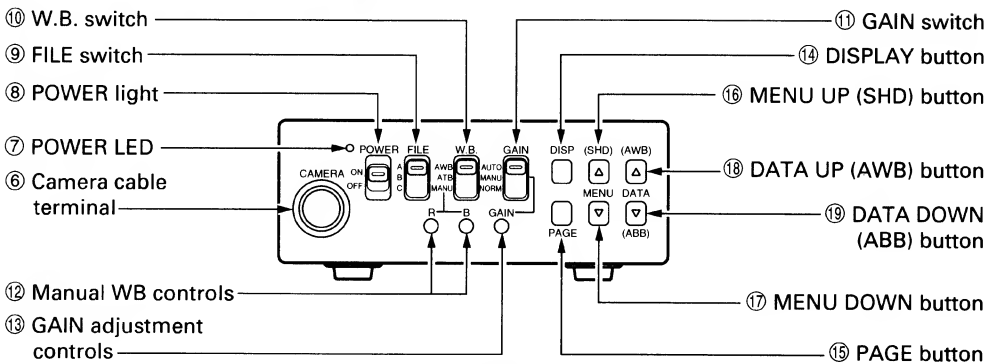 ⑩ W.B. switch
⑨ FILE switch
⑧ POWER light
⑦ POWER LED
⑥ Camera cable
terminal
⑫ Manual WB controls
⑬ GAIN adjustment
controls
⑪ GAIN switch
⑭ DISPLAY button
⑯ MENU UP (SHD) button
⑱ DATA UP (AWB) button
⑲ DATA DOWN
(ABB) button
⑰ MENU DOWN button
⑮ PAGE button
POWER FILE W.B. GAIN DISP (SHD) (AWB)
CAMERA ON OFF
A B C
AWB ATB MANU
AUTO MANU NORM
MENU DATA
R B GAIN
PAGE (ABB)